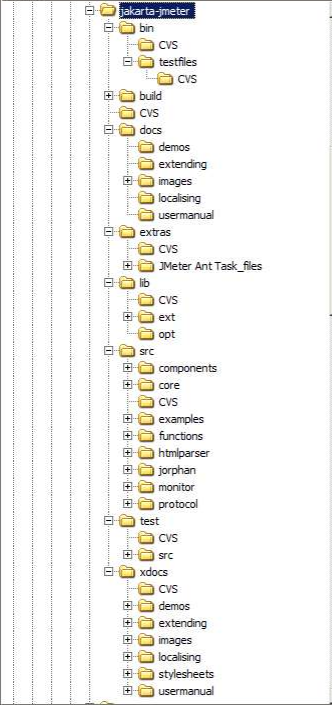 jakarta-jmeter
bin
CVS
testfiles
CVS
build
CVS
docs
demos
extending
images
localising
usermanual
extras
CVS
JMeter Ant Task_files
lib
CVS
ext
opt
src
components
core
CVS
examples
functions
htmlparser
jorphan
monitor
protocol
test
CVS
src
xdocs
CVS
demos
extending
images
localising
stylesheets
usermanual